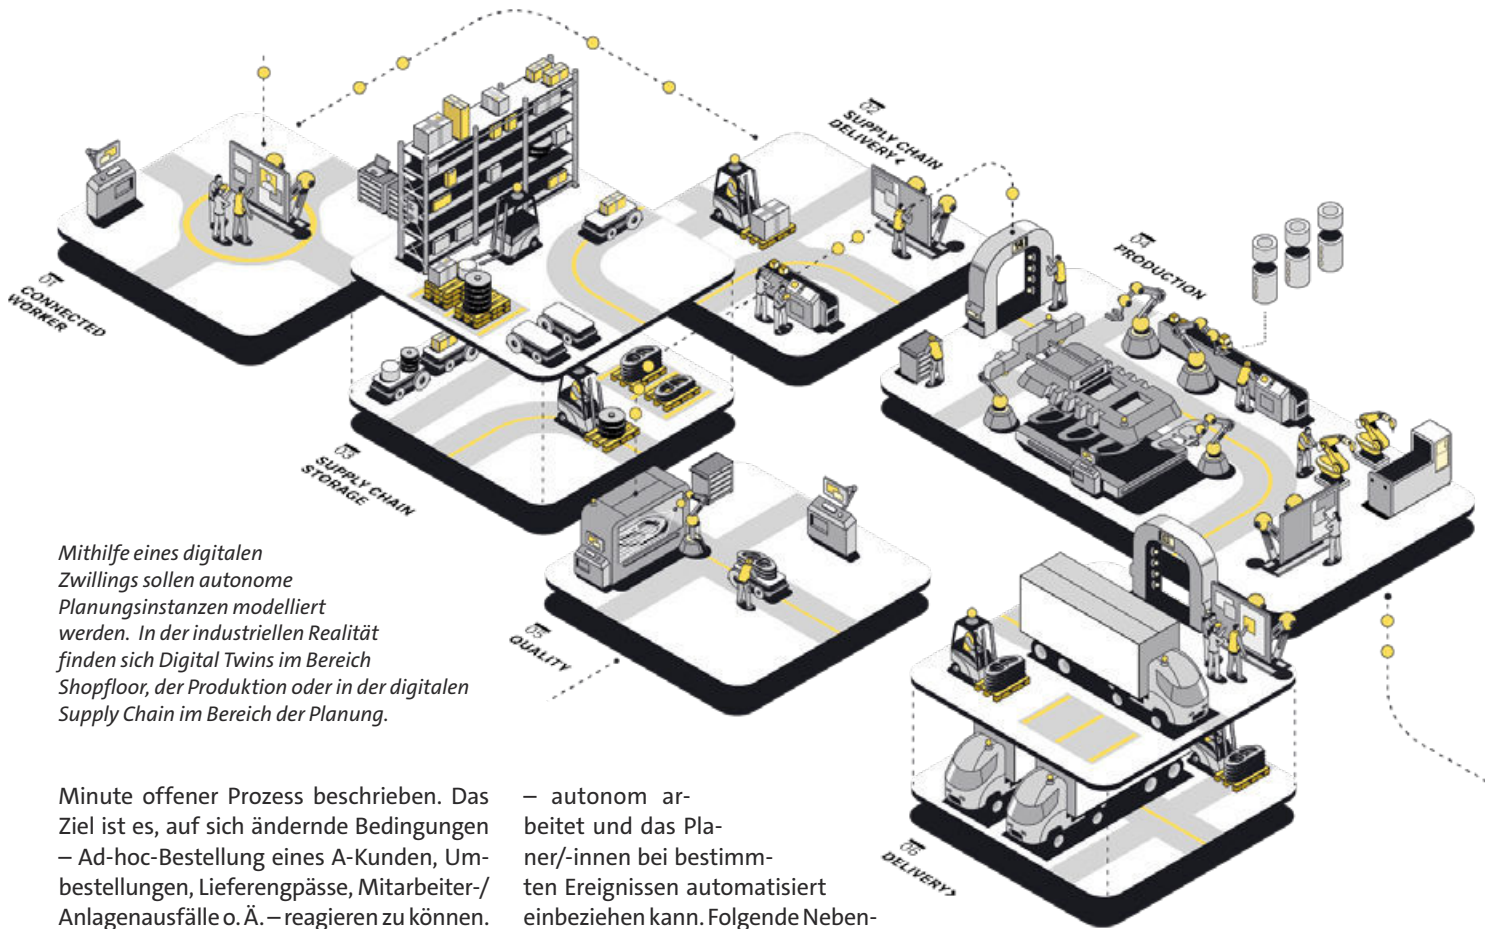 01
CONNECTED
WORKER
02
SUPPLY CHAIN
DELIVERY
03
SUPPLY CHAIN
STORAGE
04
PRODUCTION
05
QUALITY
06
DELIVERY
Mithilfe eines digitalen
Zwillings sollen autonome
Planungsinstanzen modelliert
werden. In der industriellen Realität
finden sich Digital Twins im Bereich
Shopfloor, der Produktion oder in der digitalen
Supply Chain im Bereich der Planung.
Minute offener Prozess beschrieben. Das
Ziel ist es, auf sich ändernde Bedingungen
– Ad-hoc-Bestellung eines A-Kunden, Um-
bestellungen, Lieferengpässe, Mitarbeiter-/
Anlagenausfälle o. Ä. – reagieren zu können.
– autonom ar-
beitet und das Pla-
ner/-innen bei bestimm-
ten Ereignissen automatisiert
einbeziehen kann. Folgende Neben-